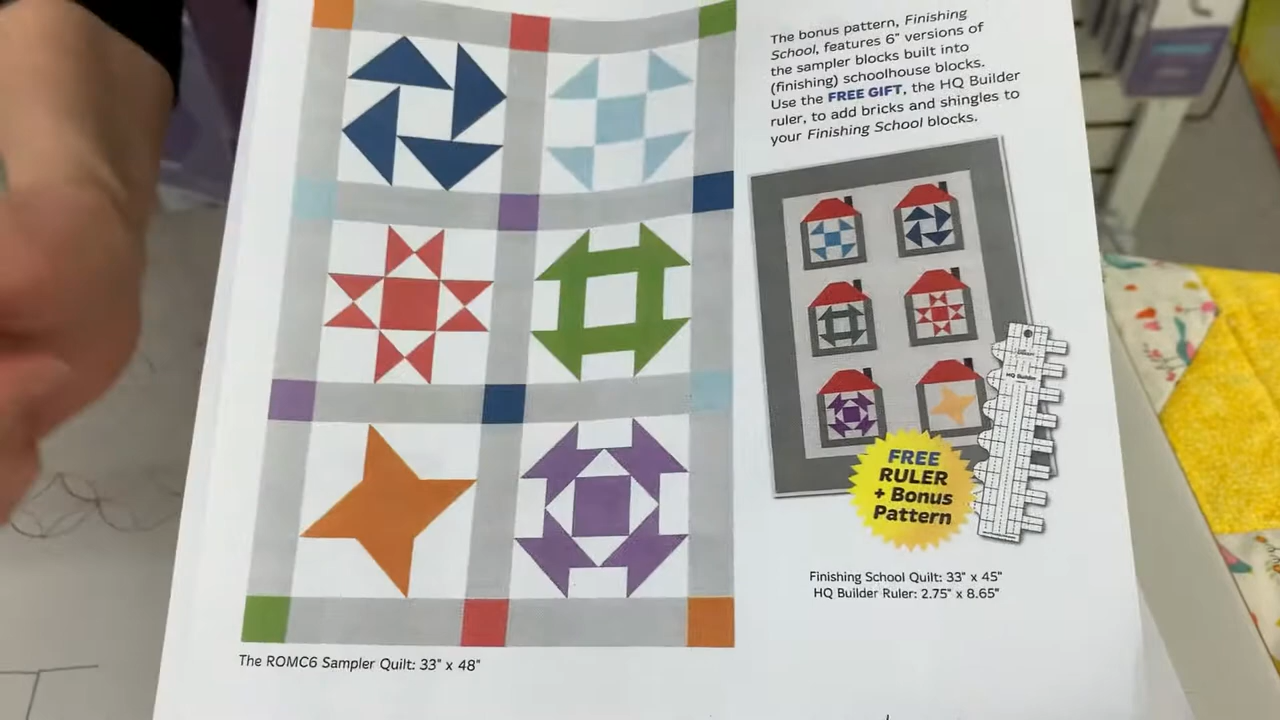 The bonus pattern, Finishing
School, features 6" versions of
the sampler blocks built into
(finishing) schoolhouse blocks.
Use the FREE GIFT, the HQ Builder
ruler, to add bricks and shingles to
your Finishing School blocks.
HQ Builder
FREE
RULER
+ Bonus
Pattern
Finishing School Quilt: 33" x 45"
HQ Builder Ruler: 2.75" x 8.65"
The ROMC6 Sampler Quilt: 33" x 48"